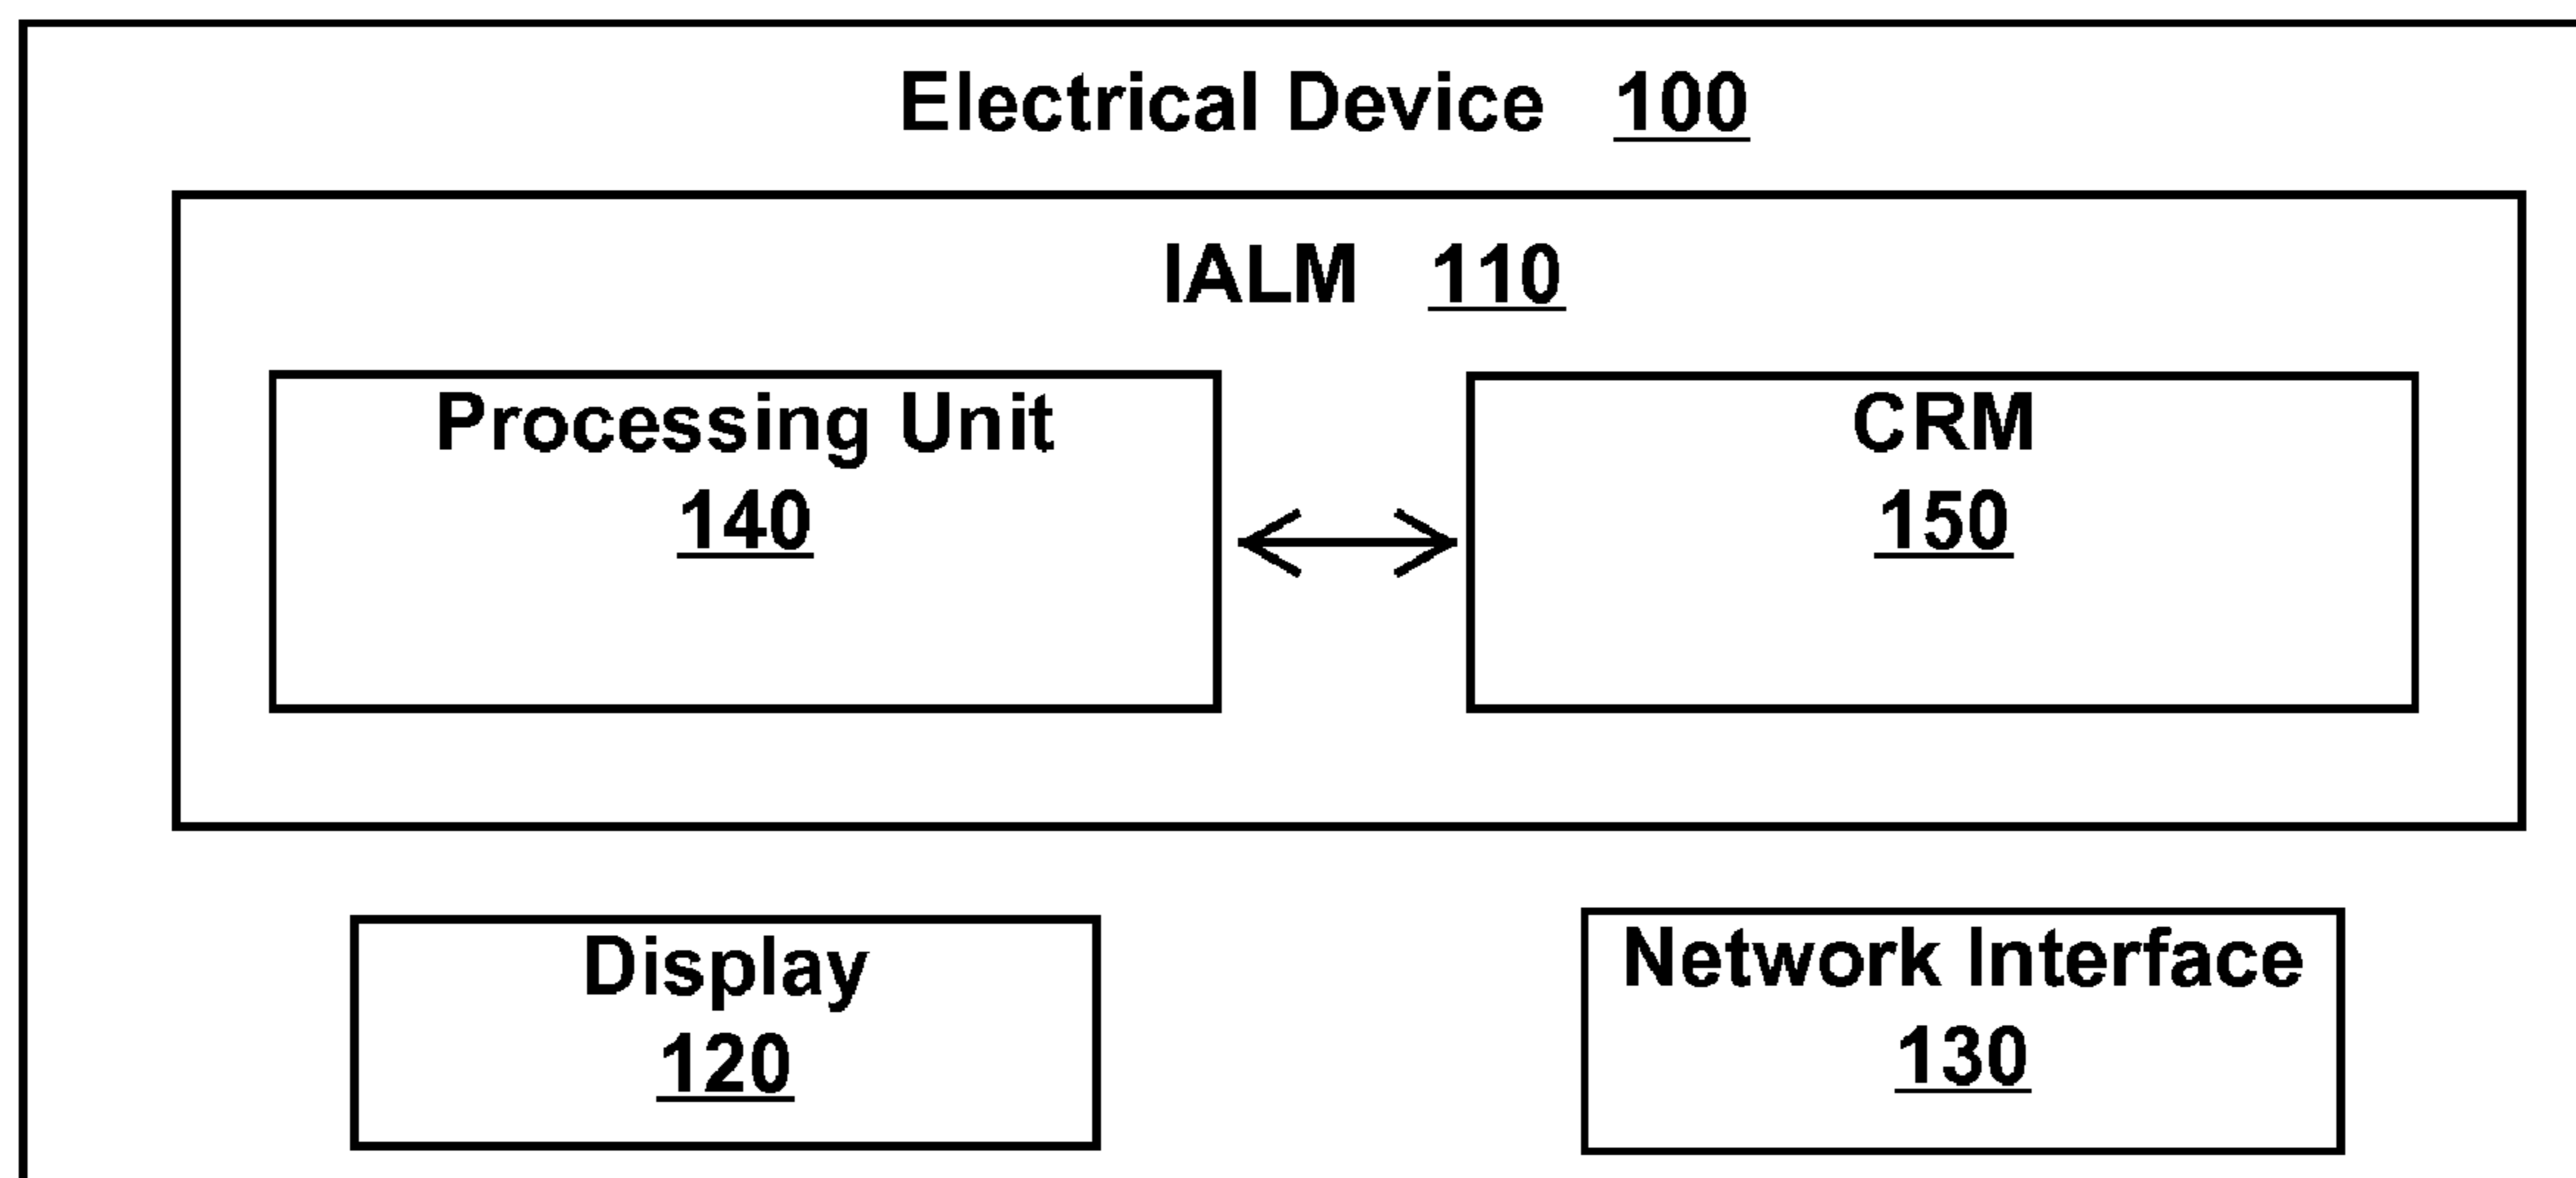 Electrical Device 100
IALM 110
Processing Unit
140
CRM
150
Display
120
Network Interface
130